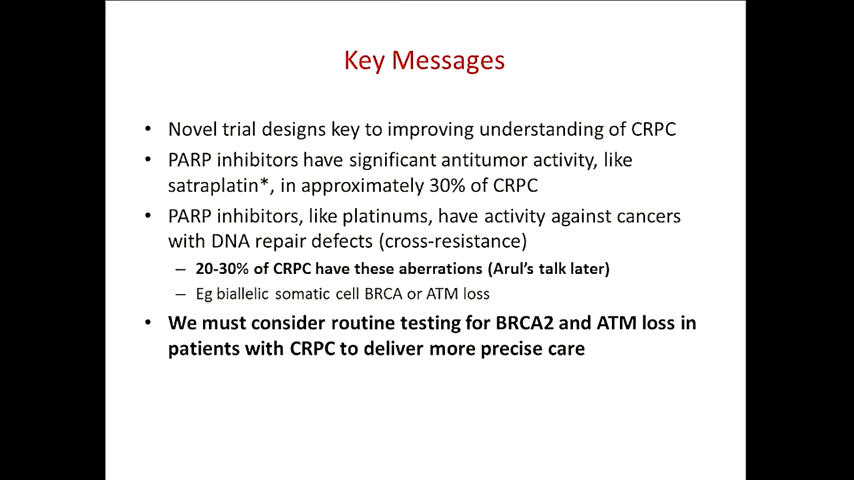 Key Messages
• Novel trial designs key to improving understanding of CRPC
• PARP inhibitors have significant antitumor activity, like
satraplatin*, in approximately 30% of CRPC
• PARP inhibitors, like platinums, have activity against cancers
with DNA repair defects (cross-resistance)
– 20-30% of CRPC have these aberrations (Arul's talk later)
– Eg biallelic somatic cell BRCA or ATM loss
• We must consider routine testing for BRCA2 and ATM loss in
patients with CRPC to deliver more precise care